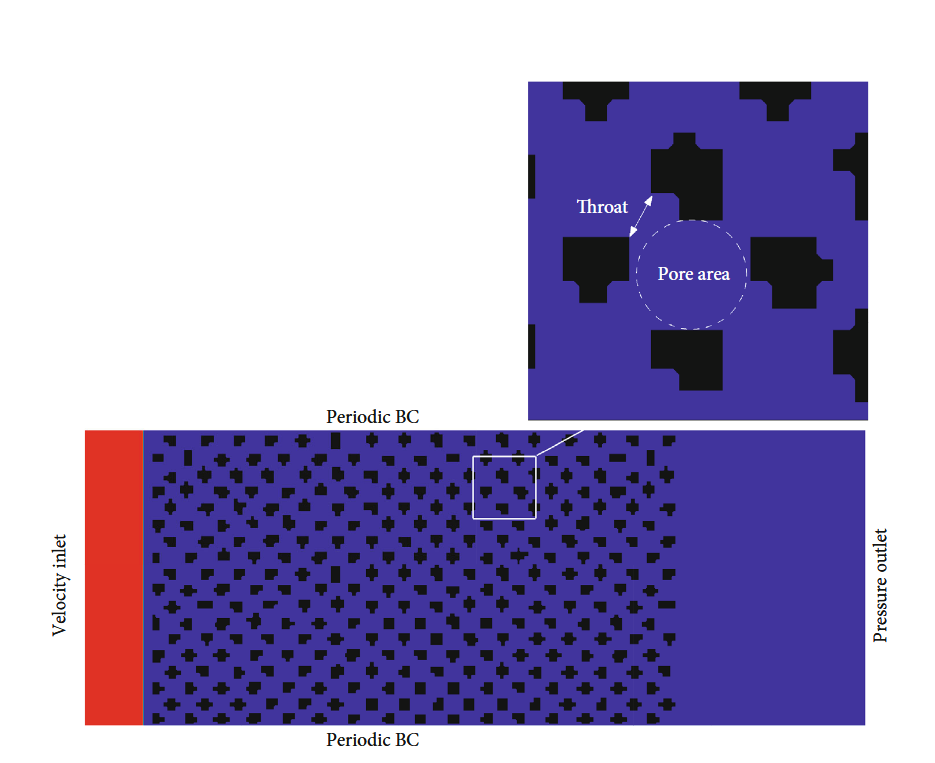 Throat
Pore area
Periodic BC
Velocity inlet
Pressure outlet
Periodic BC